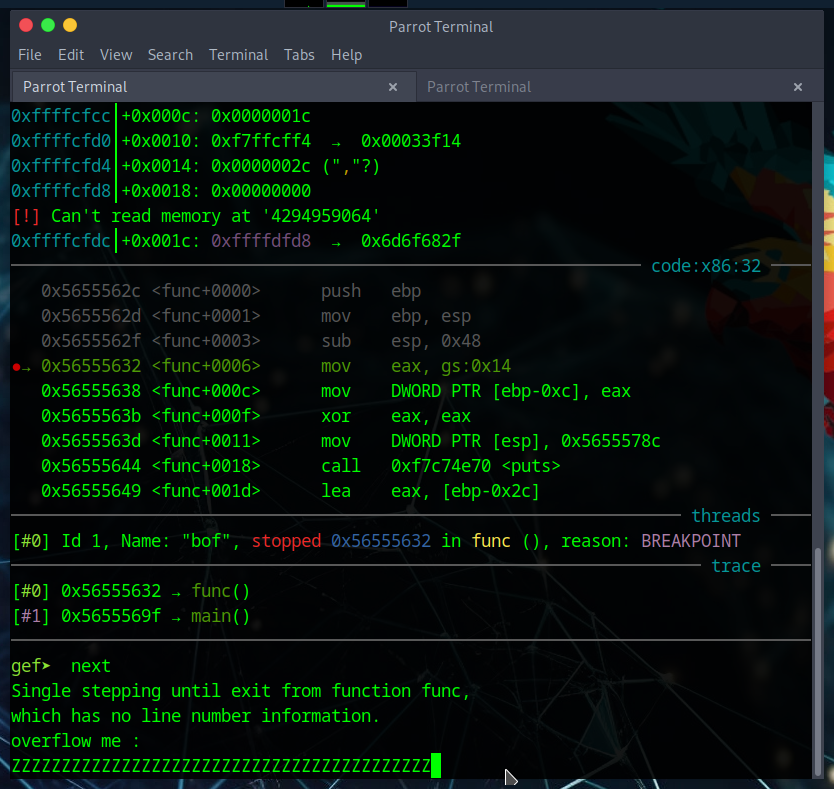 Parrot Terminal
File Edit View Search Terminal Tabs Help
Parrot Terminal × Parrot Terminal ×
0xffffcfcc│+0x000c: 0x0000001c
0xffffcfd0│+0x0010: 0xf7ffcff4 → 0x00033f14
0xffffcfd4│+0x0014: 0x0000002c (","?)
0xffffcfd8│+0x0018: 0x00000000
[!] Can't read memory at '4294959064'
0xffffcfdc│+0x001c: 0xffffdfd8 → 0x6d6f682f
code:x86:32
0x5655562c <func+0000> push ebp
0x5655562d <func+0001> mov ebp, esp
0x5655562f <func+0003> sub esp, 0x48
●→ 0x56555632 <func+0006> mov eax, gs:0x14
0x56555638 <func+000c> mov DWORD PTR [ebp-0xc], eax
0x5655563b <func+000f> xor eax, eax
0x5655563d <func+0011> mov DWORD PTR [esp], 0x5655578c
0x56555644 <func+0018> call 0xf7c74e70 <puts>
0x56555649 <func+001d> lea eax, [ebp-0x2c]
threads
[#0] Id 1, Name: "bof", stopped 0x56555632 in func (), reason: BREAKPOINT
trace
[#0] 0x56555632 → func()
[#1] 0x5655569f → main()
gef➤ next
Single stepping until exit from function func,
which has no line number information.
overflow me :
ZZZZZZZZZZZZZZZZZZZZZZZZZZZZZZZZZZZZZZZZZZ